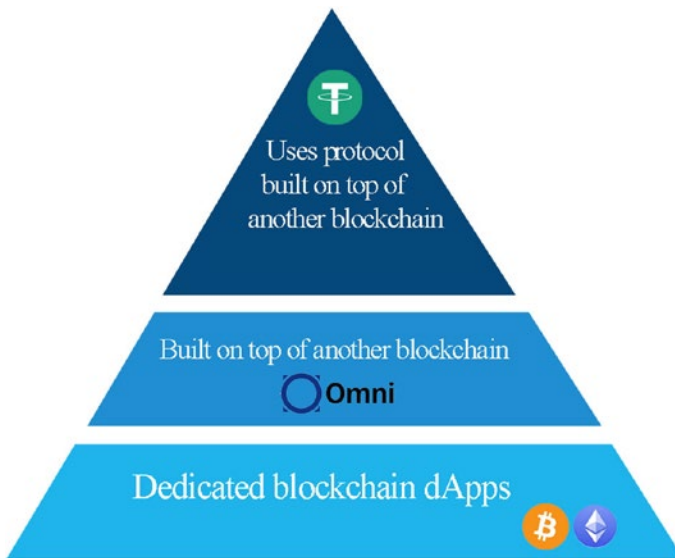 Uses protocol
built on top of
another blockchain
Built on top of another blockchain
Omni
Dedicated blockchain dApps